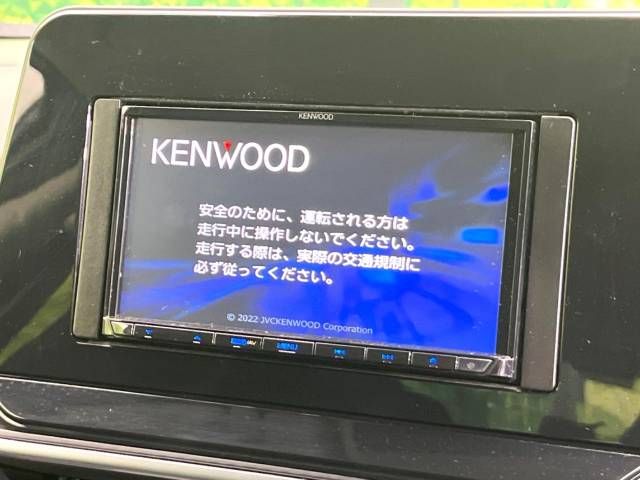 KENWOOD
KENWOOD
安全のために、運転される方は
走行中に操作しないでください。
走行する際は、実際の交通規制に
必ず従ってください。
© 2022 JVCKENWOOD Corporation
MENU